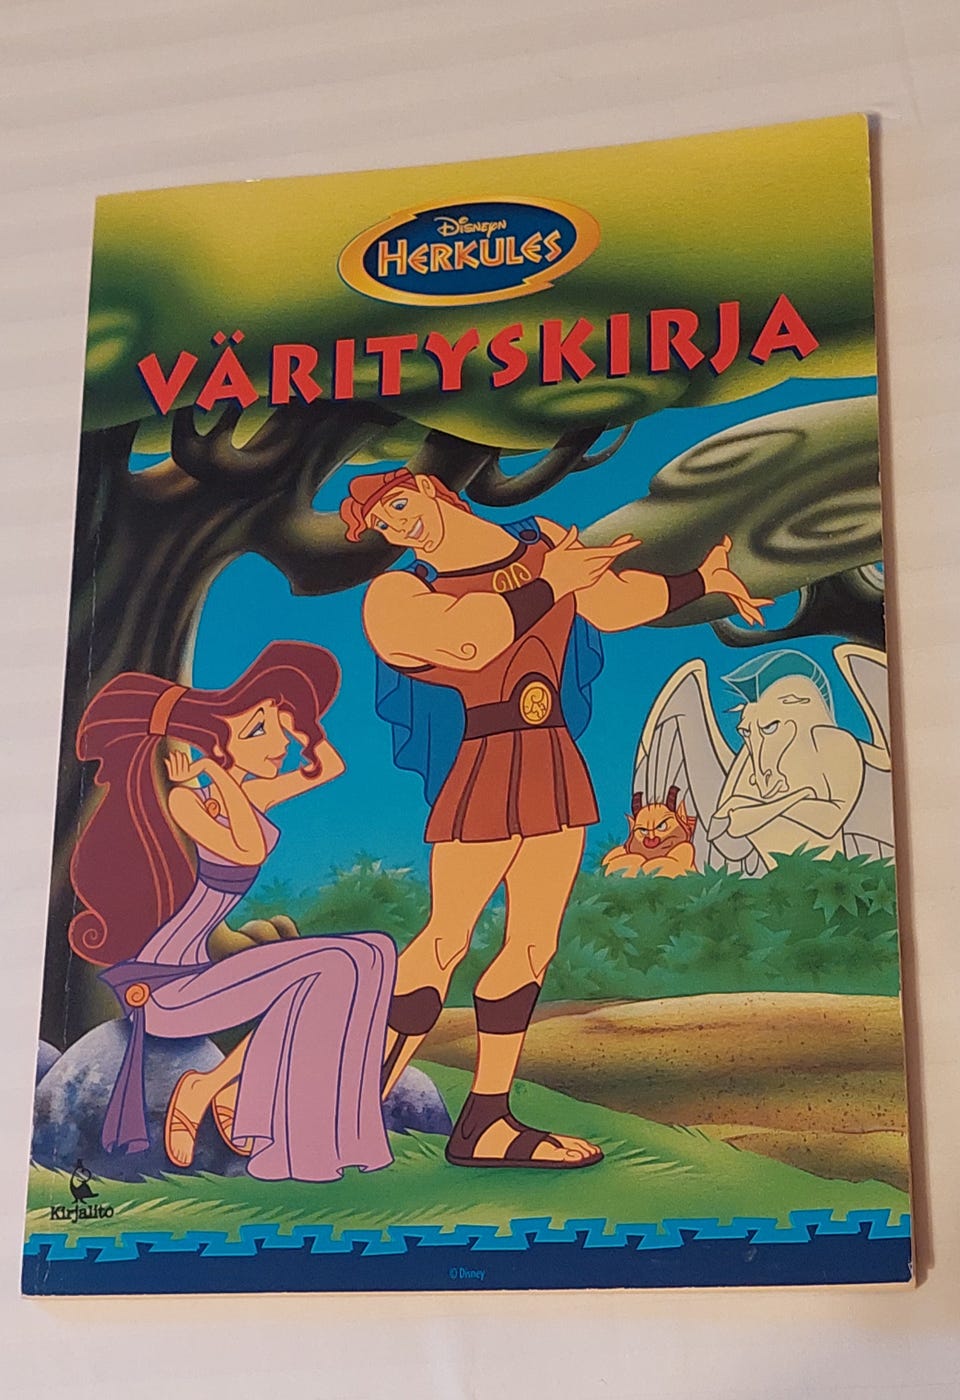 Disneyn
HERKULES
VÄRITYSKIRJA
Kirjalito
© Disney